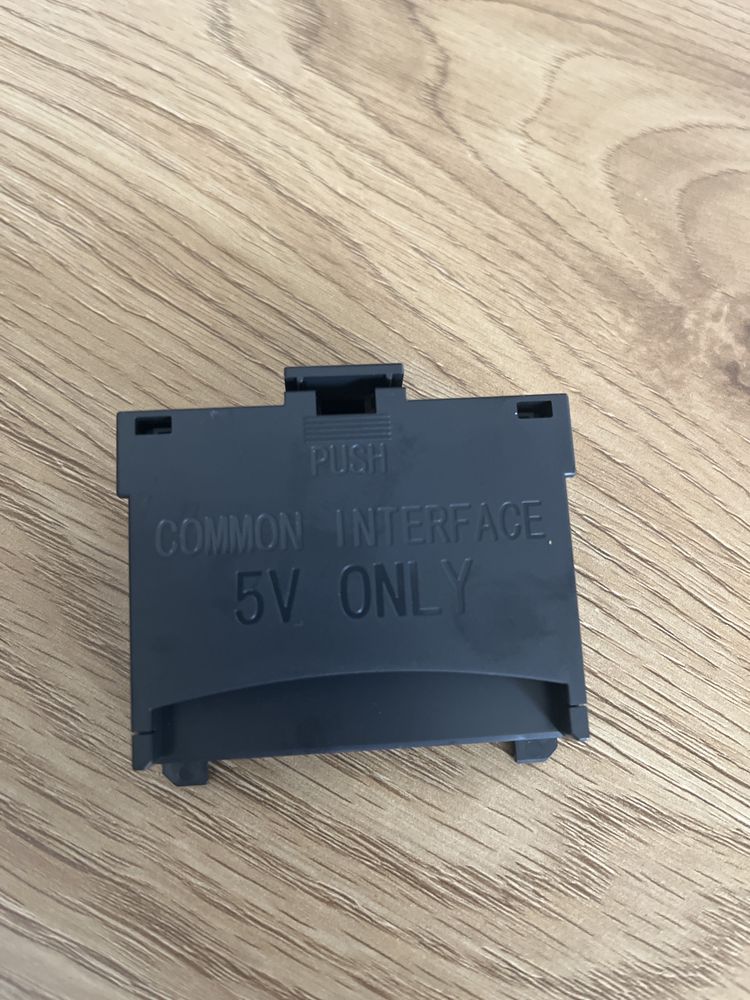 PUSH
COMMON INTERFACE
5V ONLY